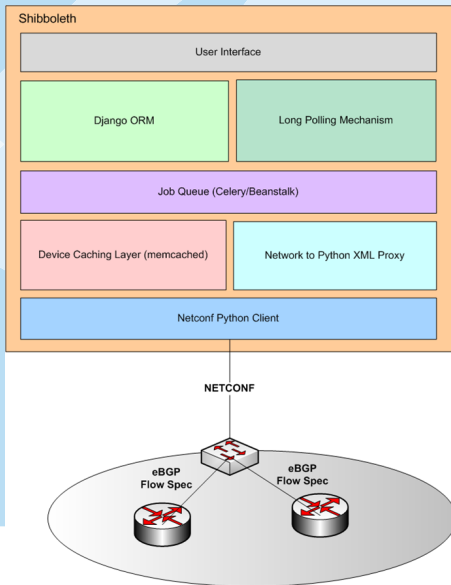 Shibboleth
User Interface
Django ORM
Long Polling Mechanism
Job Queue (Celery/Beanstalk)
Device Caching Layer (memcached)
Network to Python XML Proxy
Netconf Python Client
NETCONF
eBGP
Flow Spec
eBGP
Flow Spec